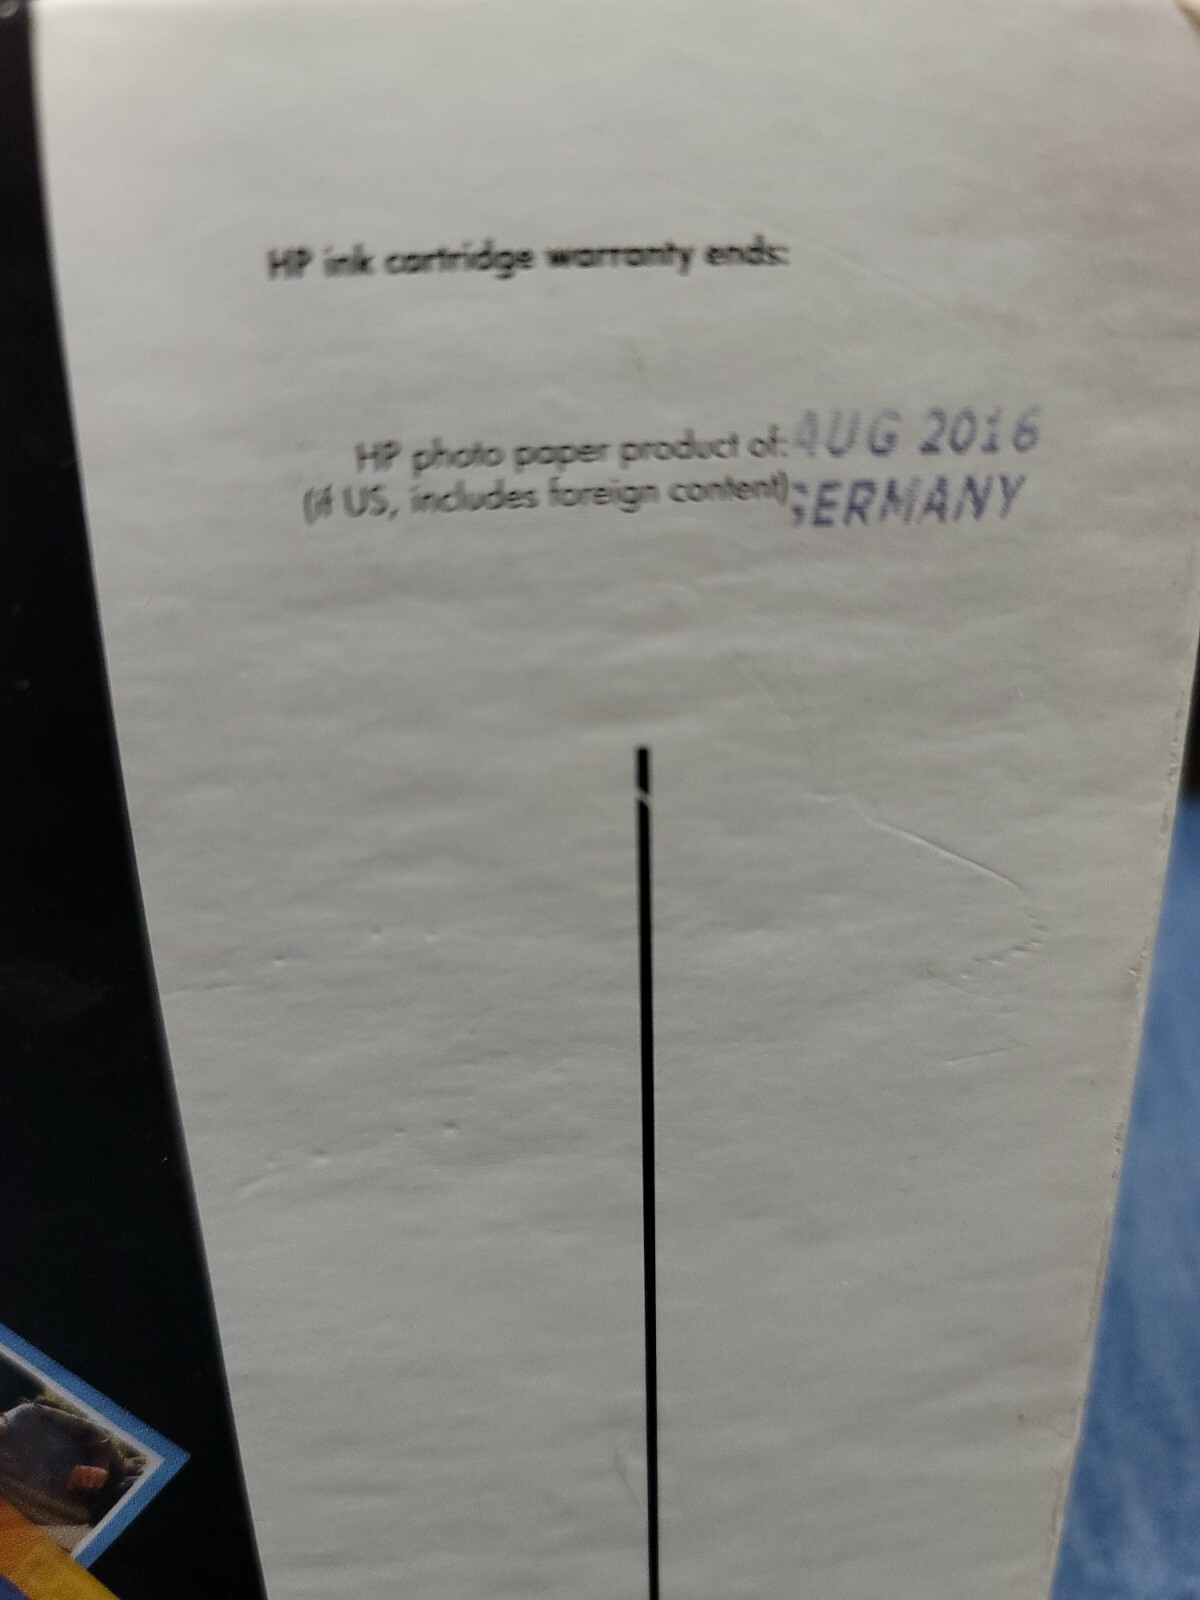 HP ink cartridge warranty ends:
HP photo paper product of: AUG 2016
(if US, includes foreign content) GERMANY